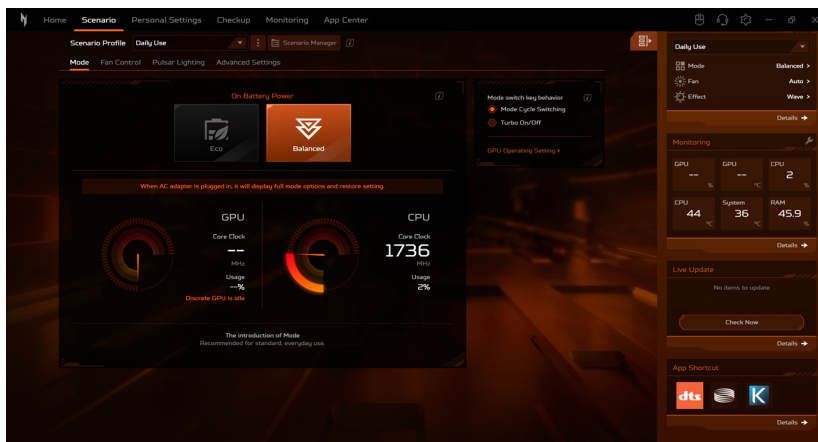 Home Scenario Personal Settings Checkup Monitoring App Center
Scenario Profile Daily Use Scenario Manager
Mode Fan Control Pulsar Lighting Advanced Settings
On Battery Power
Eco
Balanced
When AC adapter is plugged in, it will display full mode options and restore setting.
GPU
Core Clock
--
MHz
Usage
--%
Discrete GPU is idle
CPU
Core Clock
1736
MHz
Usage
2%
The introduction of Mode
Recommended for standard, everyday use.
Mode switch key behavior
Mode Cycle Switching
Turbo On/Off
GPU Operating Setting >
Daily Use
Mode Balanced >
Fan Auto >
Effect Wave >
Details →
Monitoring
GPU
--
%
GPU
--
°C
CPU
2
%
CPU
44
°C
System
36
°C
RAM
45.9
%
Details →
Live Update
No items to update
Check Now
Details →
App Shortcut
dts
K
Details →